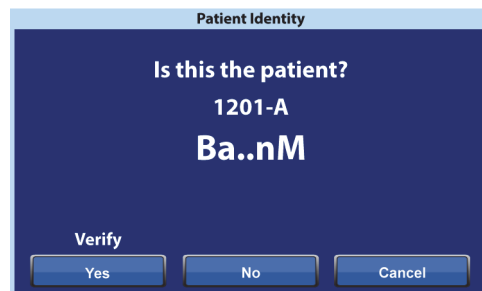 Patient Identity
Is this the patient?
1201-A
Ba..nM
Verify
Yes No Cancel